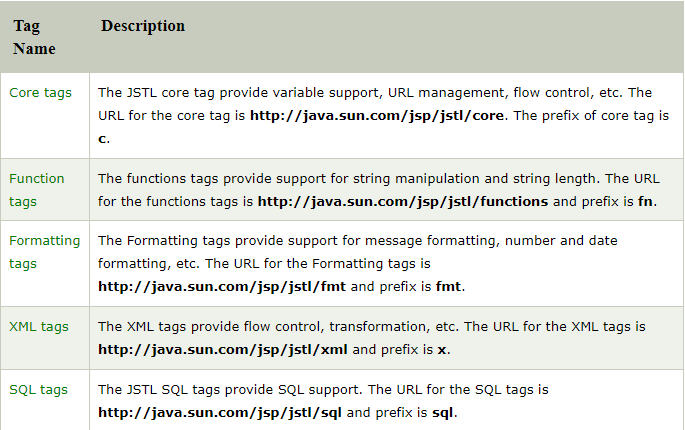 Tag Name
Description
Core tags
The JSTL core tag provide variable support, URL management, flow control, etc. The
URL for the core tag is http://java.sun.com/jsp/jstl/core. The prefix of core tag is
c.
Function
tags
The functions tags provide support for string manipulation and string length. The URL
for the functions tags is http://java.sun.com/jsp/jstl/functions and prefix is fn.
Formatting
tags
The Formatting tags provide support for message formatting, number and date
formatting, etc. The URL for the Formatting tags is
http://java.sun.com/jsp/jstl/fmt and prefix is fmt.
XML tags
The XML tags provide flow control, transformation, etc. The URL for the XML tags is
http://java.sun.com/jsp/jstl/xml and prefix is x.
SQL tags
The JSTL SQL tags provide SQL support. The URL for the SQL tags is
http://java.sun.com/jsp/jstl/sql and prefix is sql.